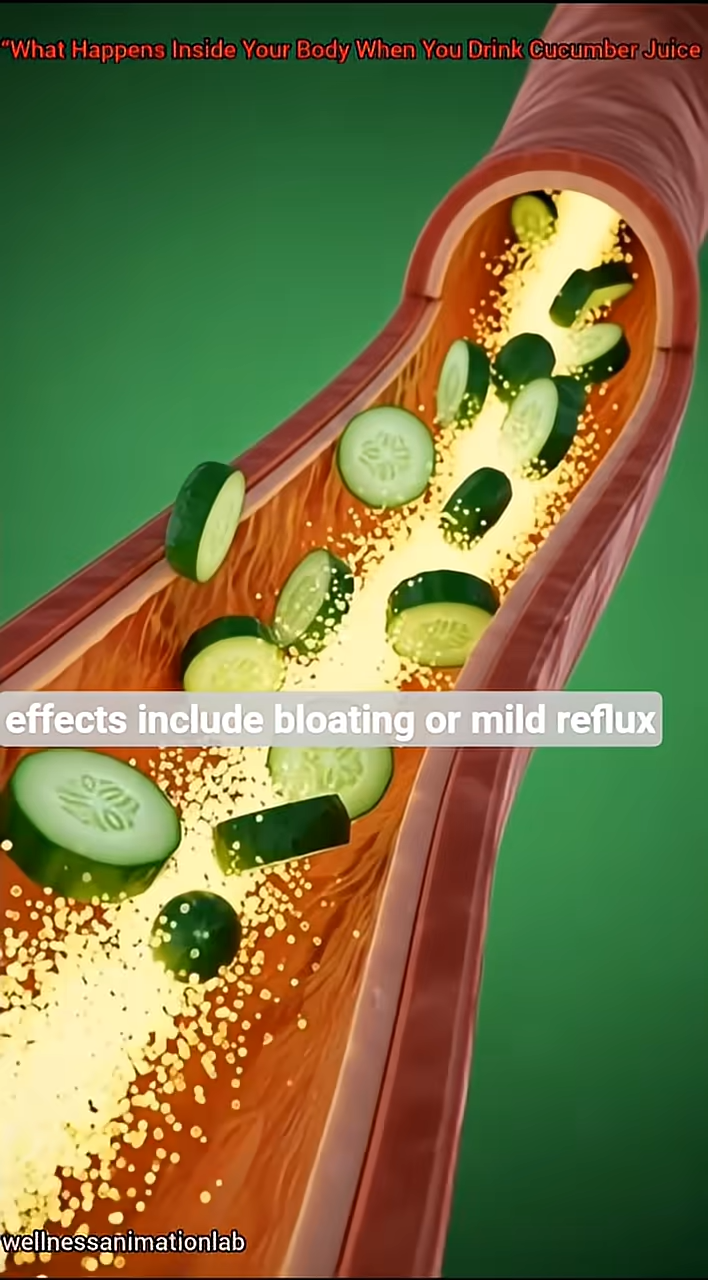 “What Happens Inside Your Body When You Drink Cucumber Juice
effects include bloating or mild reflux
wellnessanimationlab